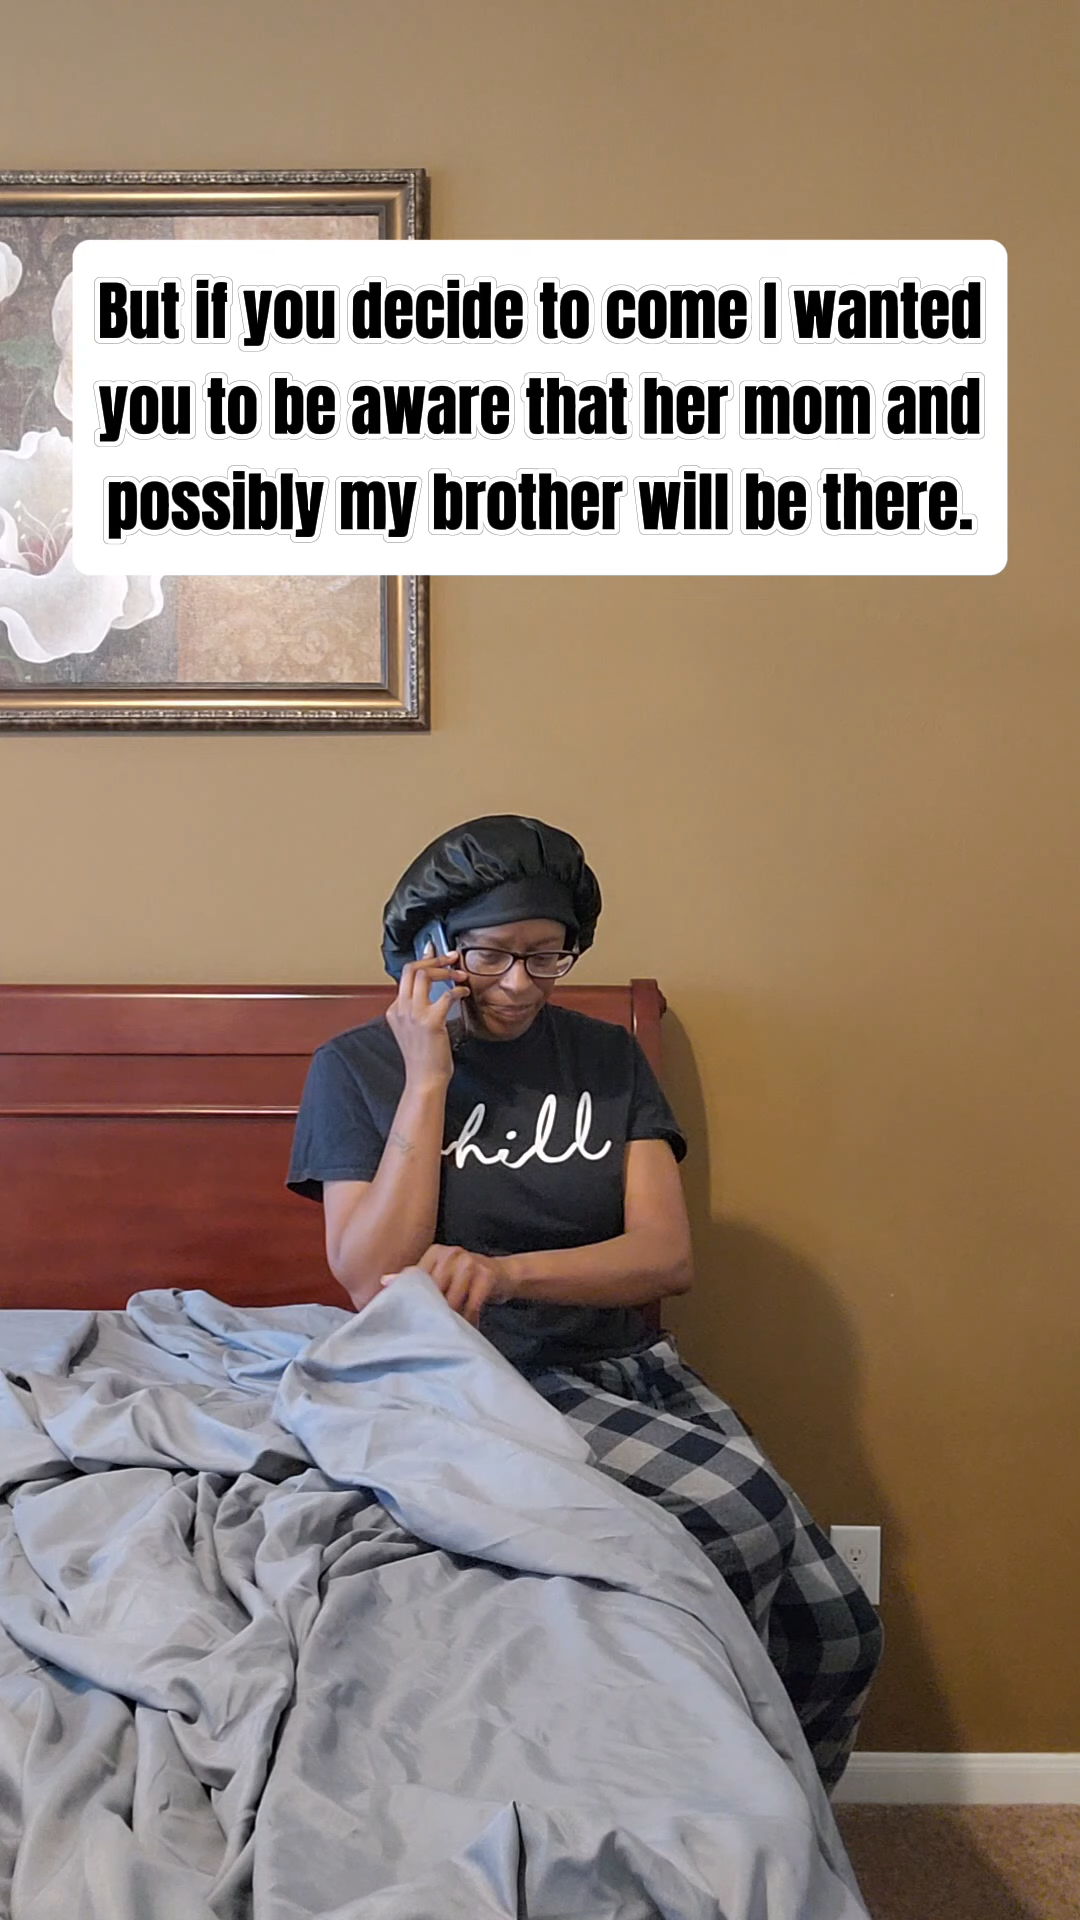 But if you decide to come I wanted
you to be aware that her mom and
possibly my brother will be there.
hill